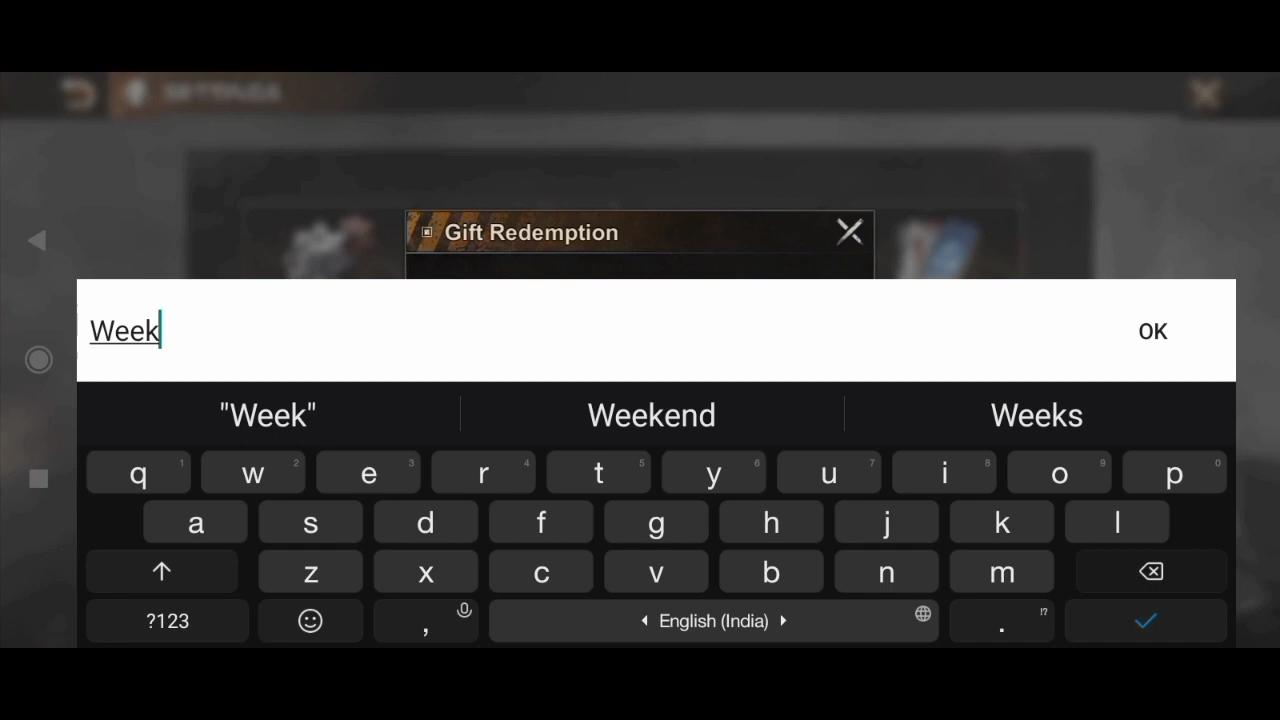 SETTINGS
Gift Redemption
Week
OK
"Week" Weekend Weeks
q 1 w 2 e 3 r 4 t 5 y 6 u 7 i 8 o 9 p 0
a s d f g h j k l
z x c v b n m
?123 , English (India) . !?